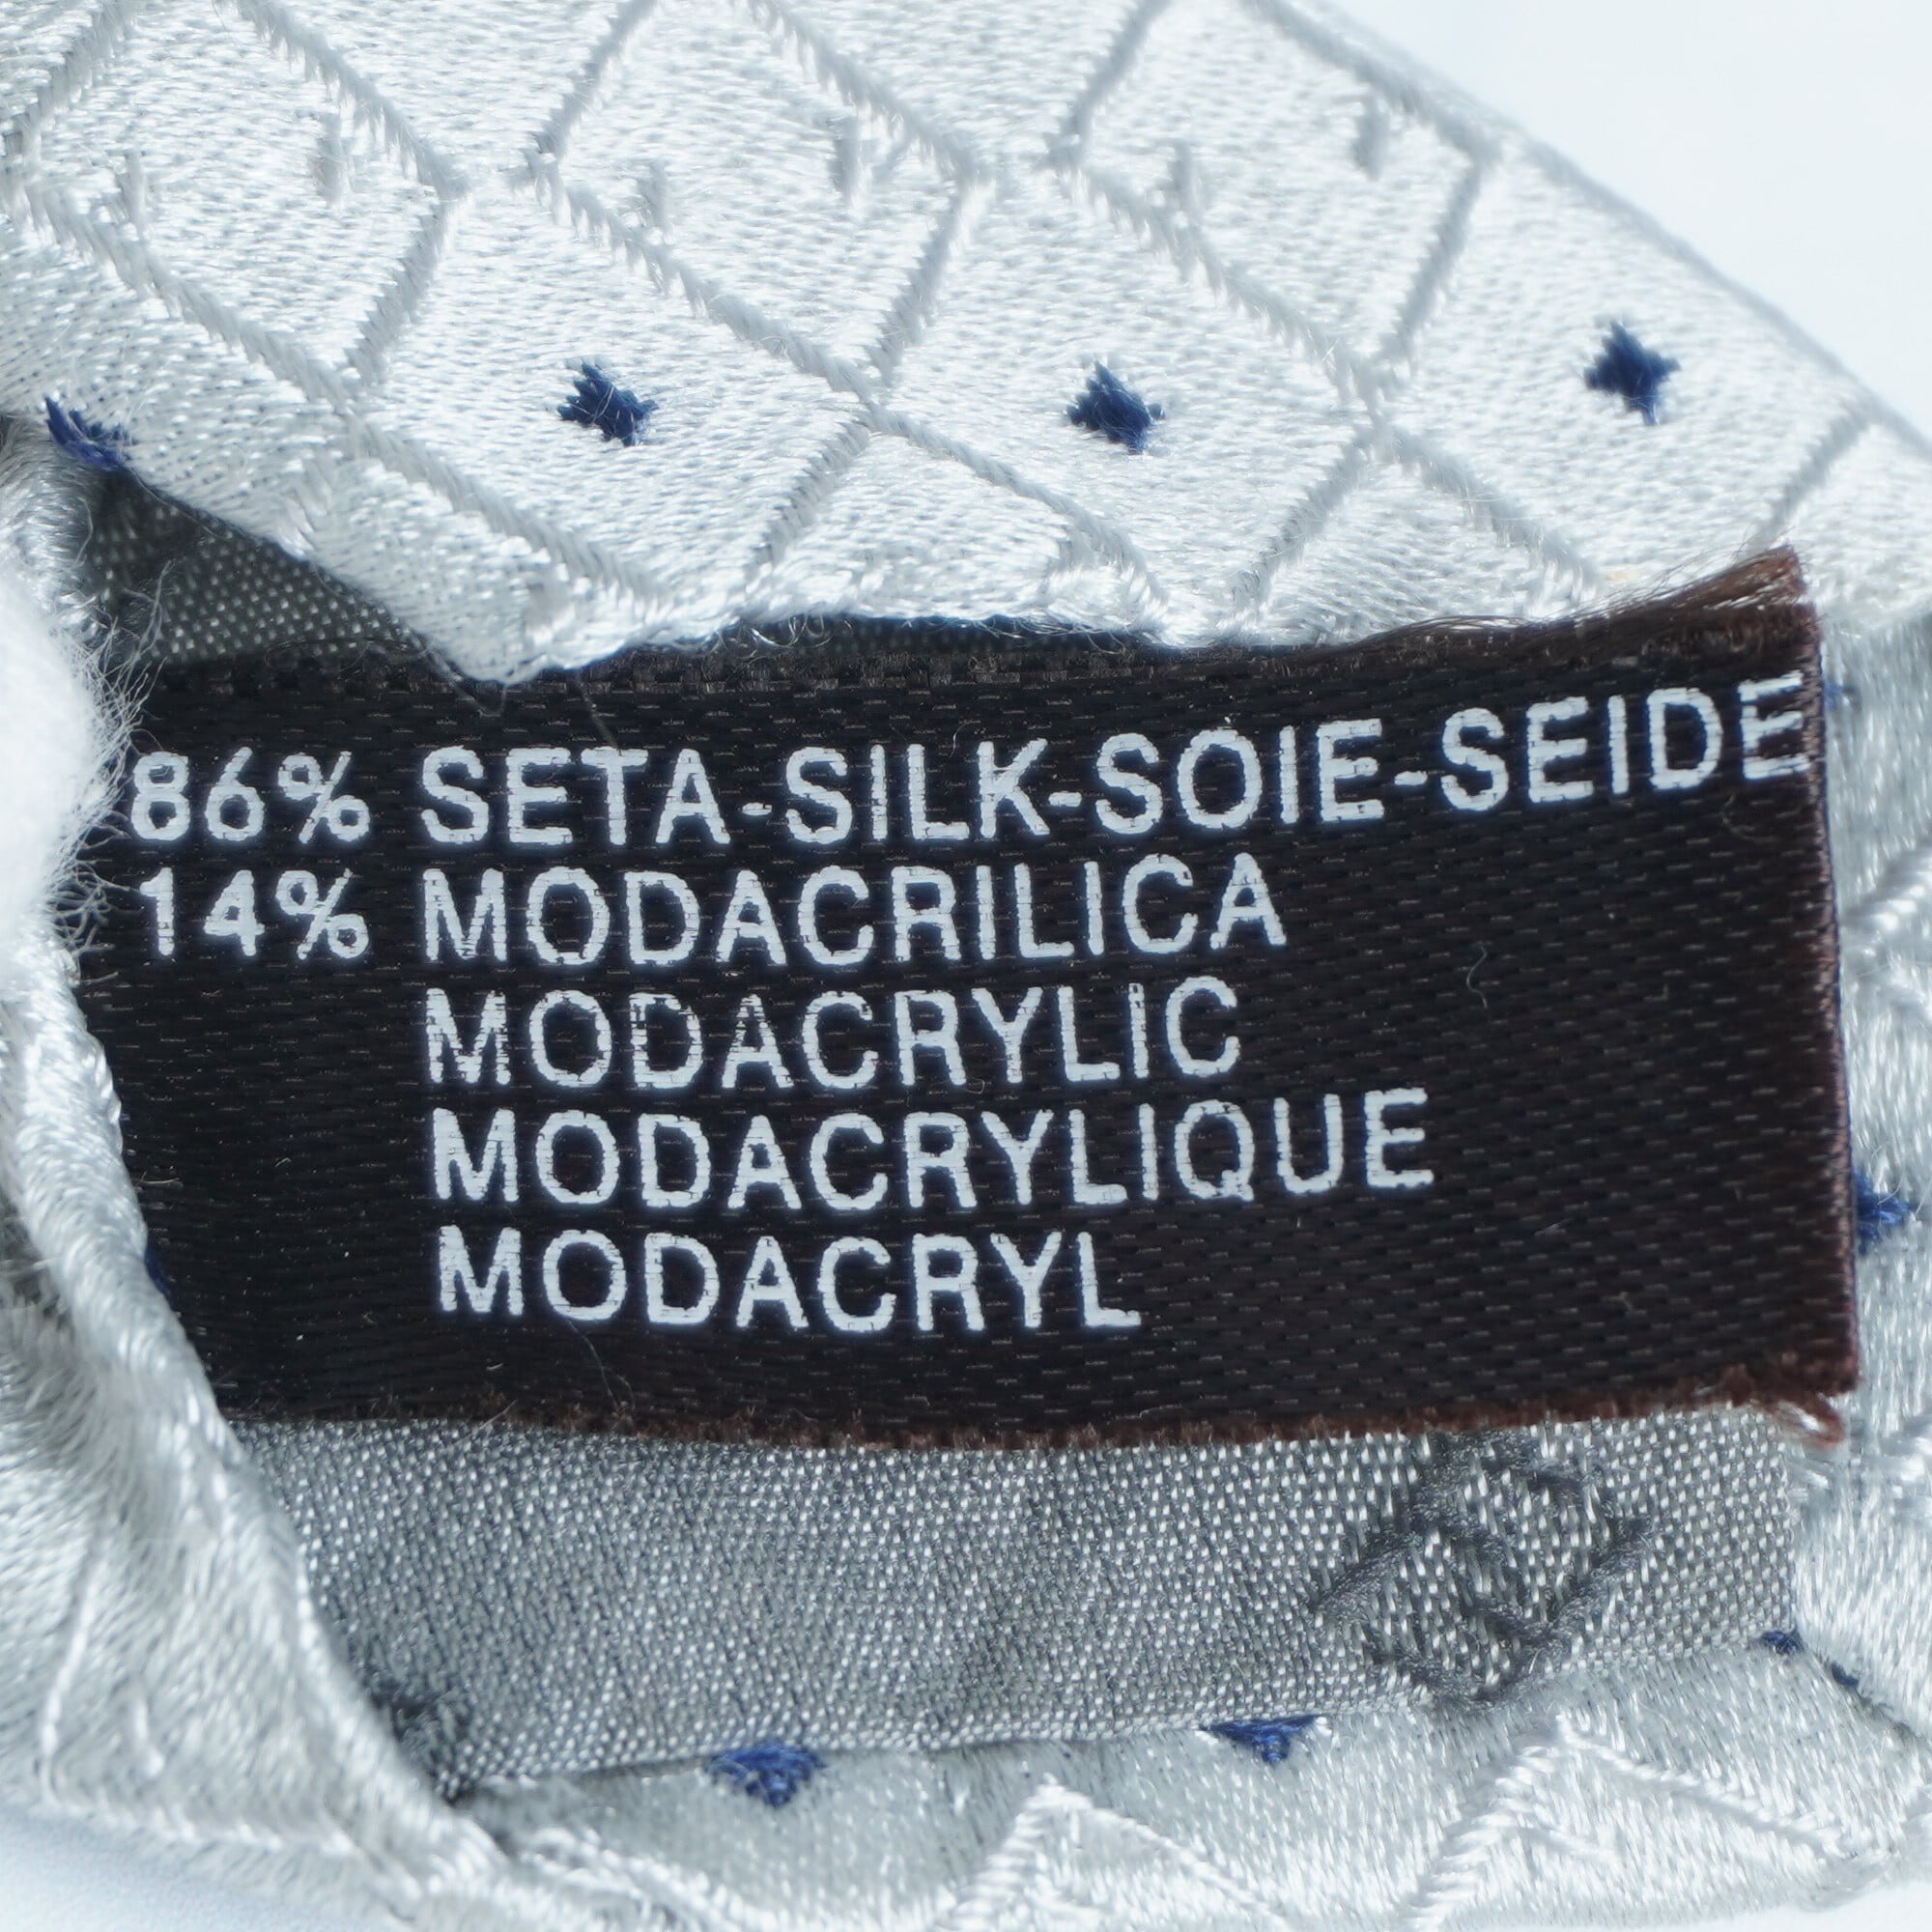 86% SETA-SILK-SOIE-SEIDE
14% MODACRILICA
MODACRYLIC
MODACRYLIQUE
MODACRYL